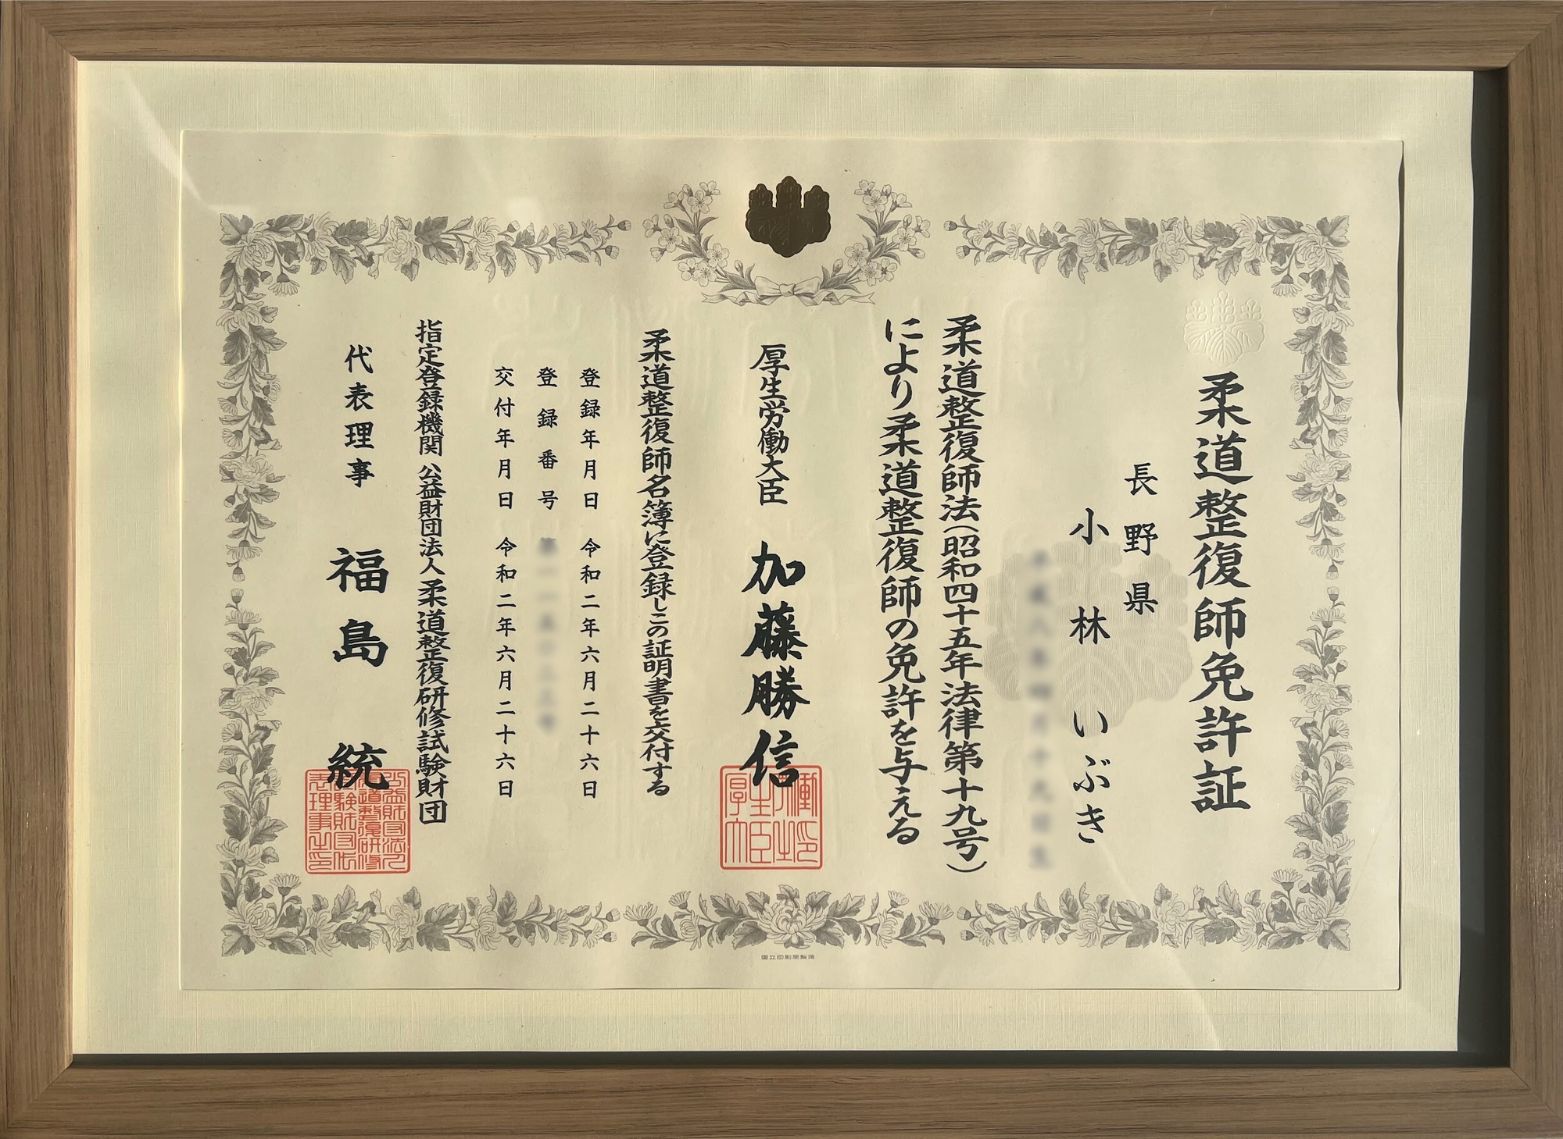 柔道整復師免許証
長野県
小林いぶき
柔道整復師法(昭和四十五年法律第十九号)
により柔道整復師の免許を与える
厚生労働大臣 加藤勝信
柔道整復師名簿に登録しこの証明書を交付する
登録年月日 令和二年六月二十六日
登録番号
交付年月日 令和二年六月二十六日
指定登録機関 公益財団法人 柔道整復研修試験財団
代表理事 福島統